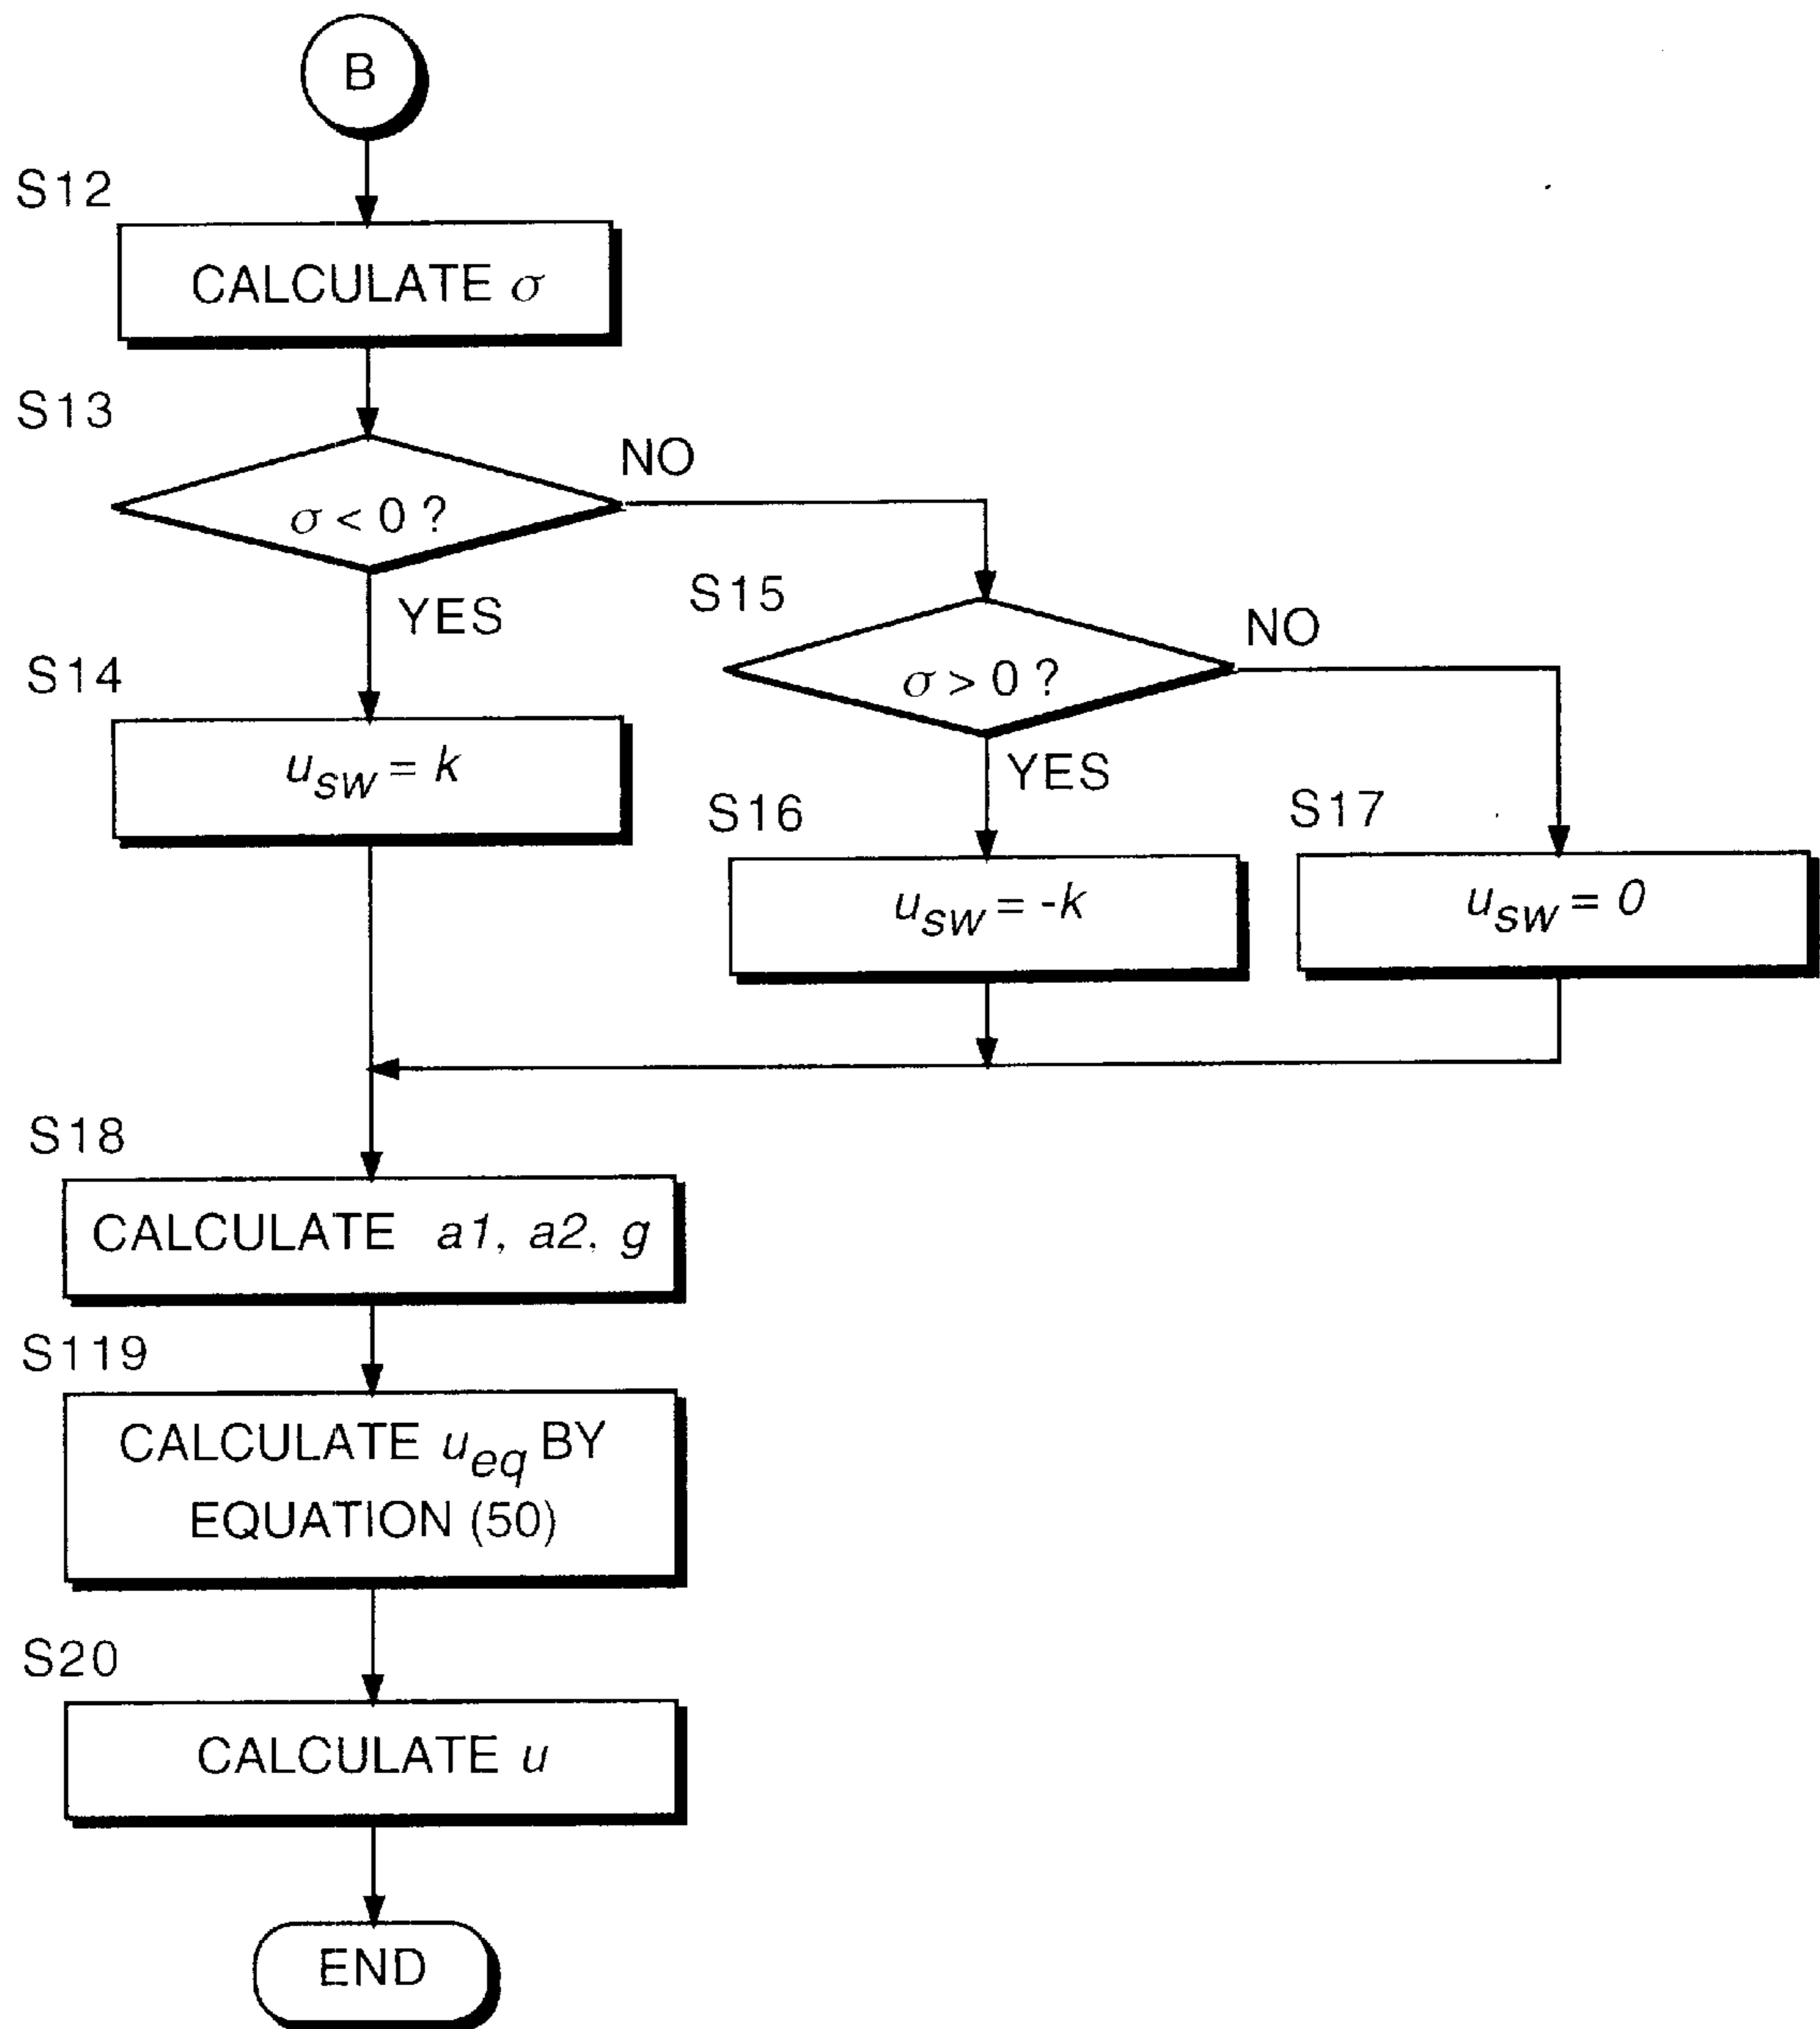 B
S12
CALCULATE σ
S13
σ < 0 ?
NO
YES
S15
σ > 0 ?
NO
YES
S14
u_sw = k
S16
u_sw = -k
S17
u_sw = 0
S18
CALCULATE a1, a2, g
S119
CALCULATE u_eq BY
EQUATION (50)
S20
CALCULATE u
END